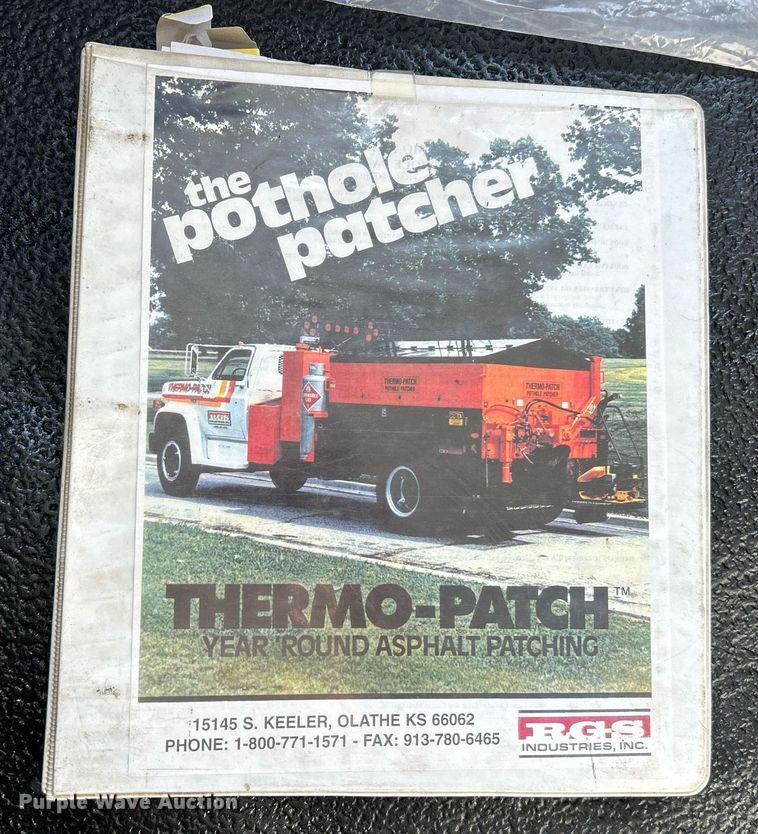 the
pothole
patcher
THERMO-PATCH
THERMO-PATCH
POTHOLE PATCHER
THERMO-PATCH
POTHOLE PATCHER
THERMO-PATCH™
YEAR 'ROUND ASPHALT PATCHING
15145 S. KEELER, OLATHE KS 66062
PHONE: 1-800-771-1571 - FAX: 913-780-6465
R·G·S
INDUSTRIES, INC.
Purple Wave Auction